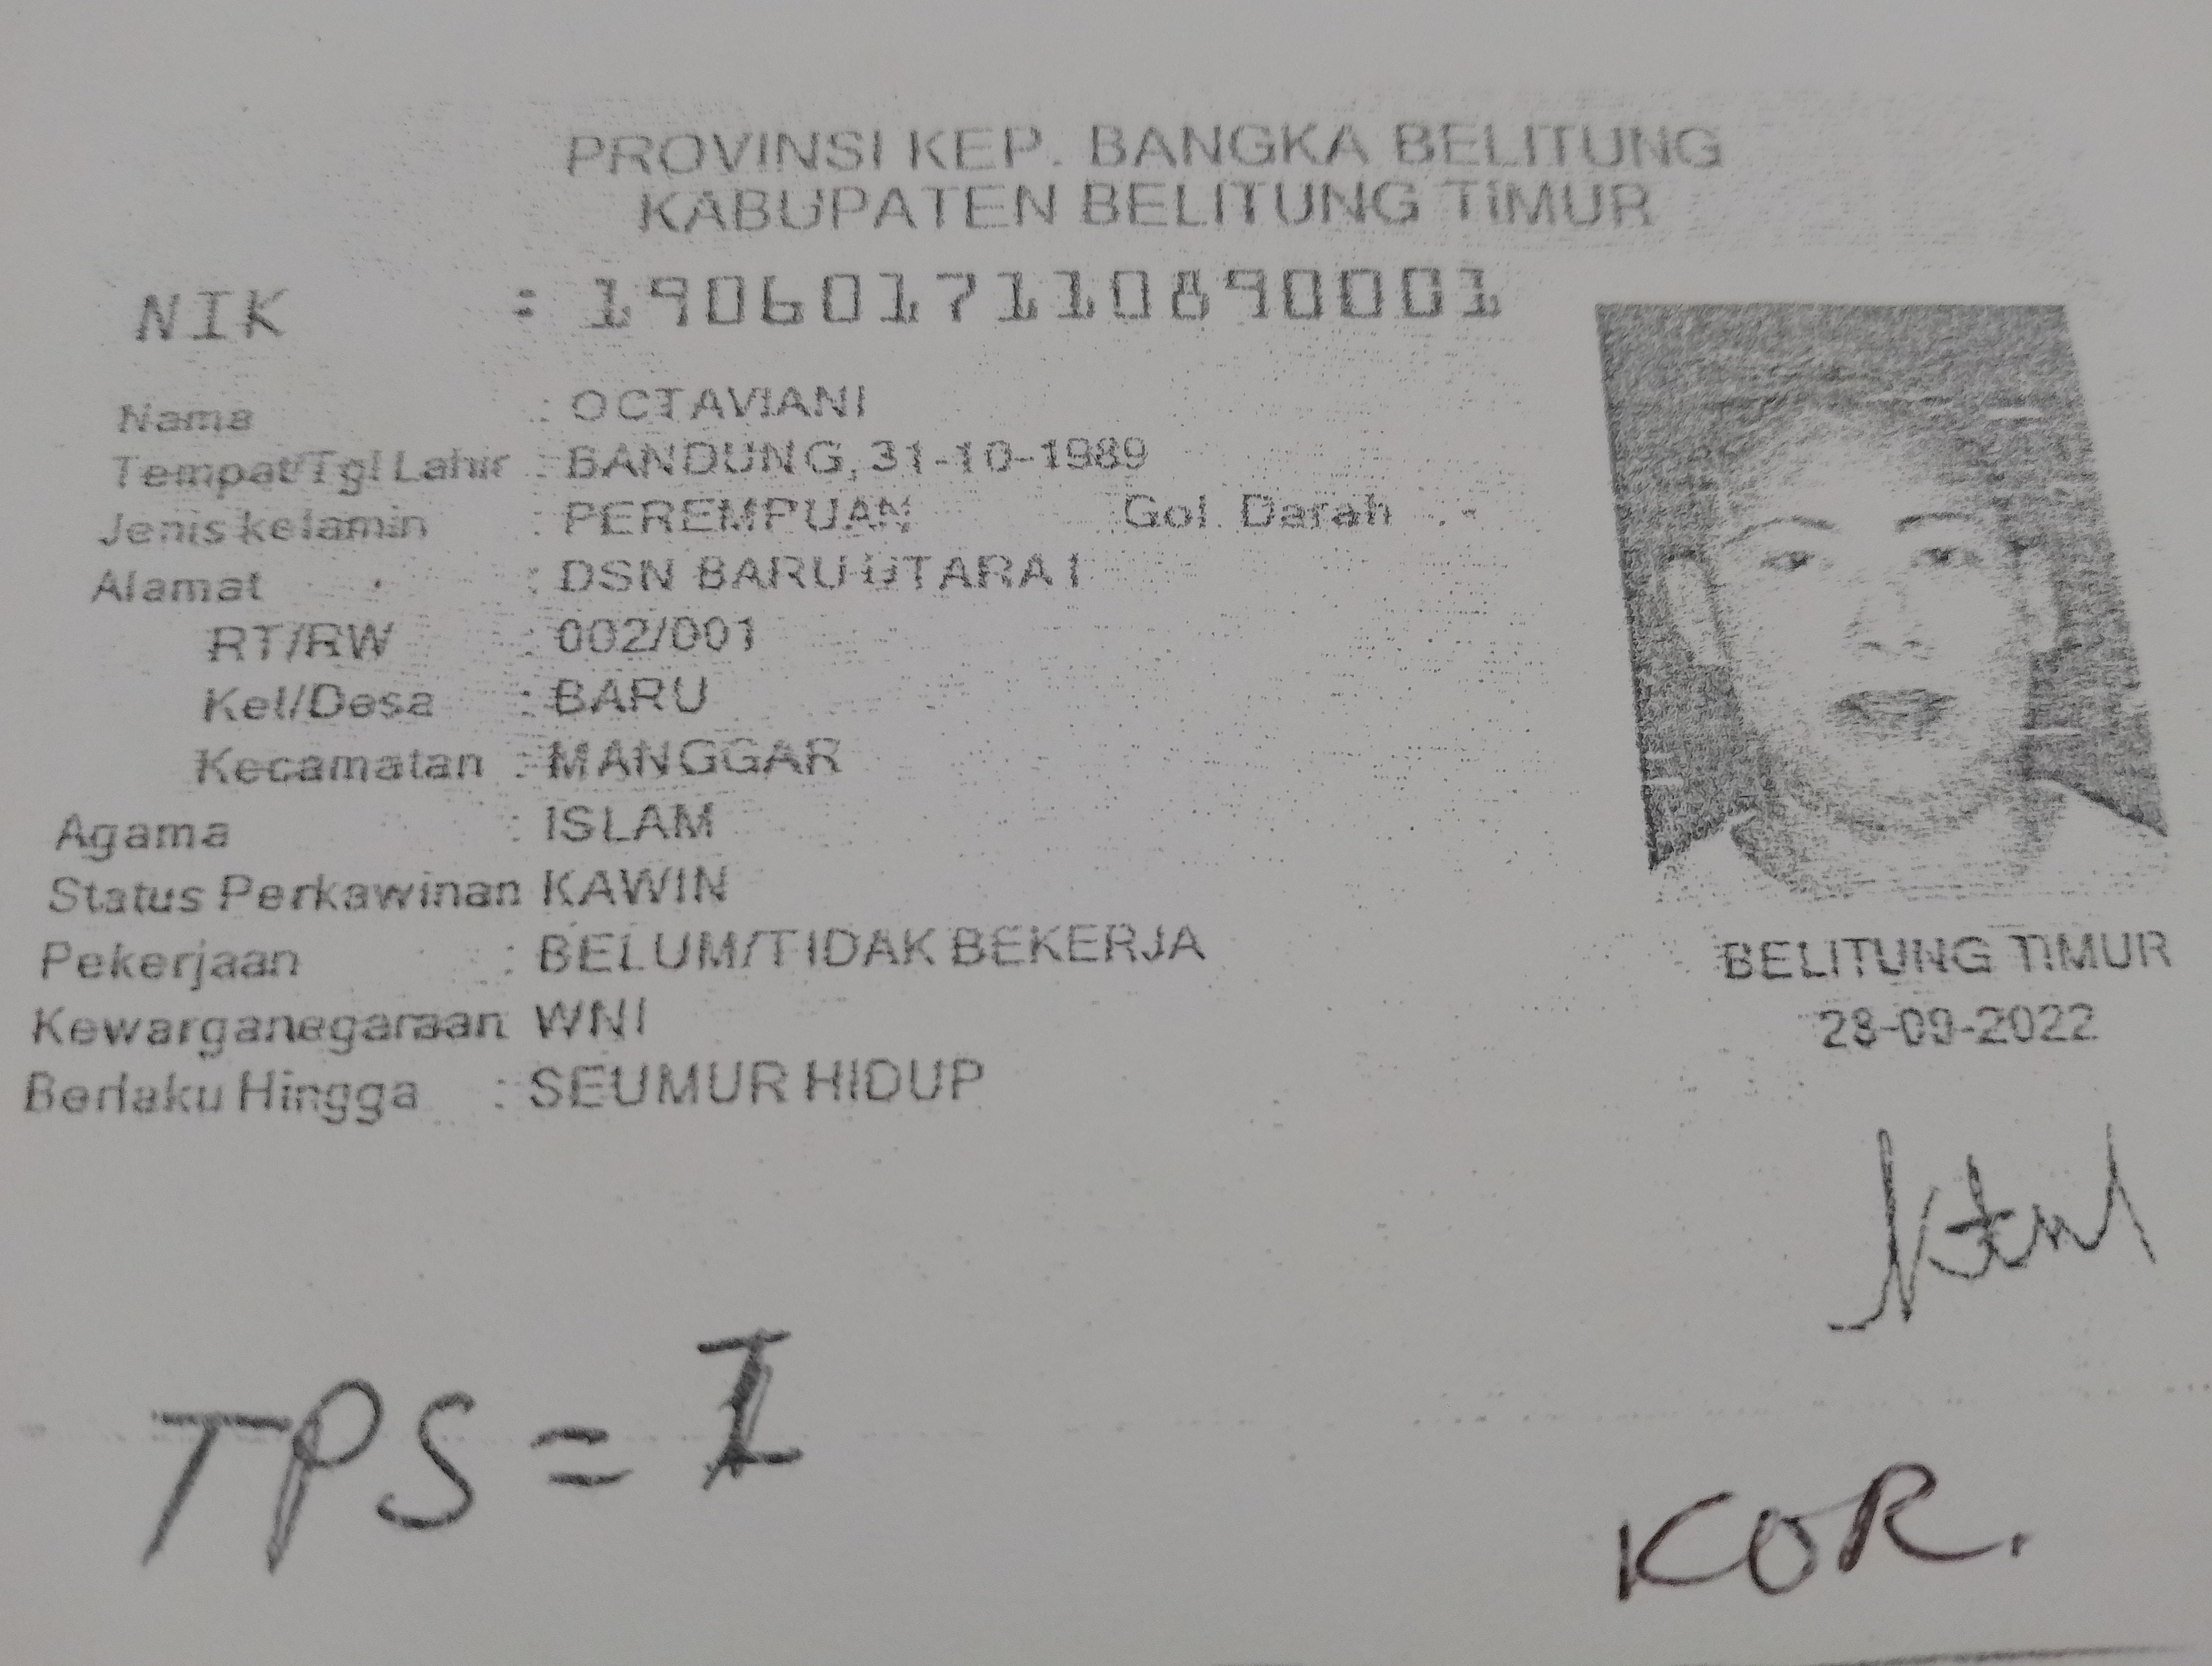 PROVINSI KEP. BANGKA BELITUNG
KABUPATEN BELITUNG TIMUR
NIK : 1906017110890001
Nama : OCTAVIANI
Tempat/Tgl Lahir : BANDUNG, 31-10-1989
Jenis kelamin : PEREMPUAN Gol. Darah : -
Alamat : DSN BARU UTARA I
RT/RW : 002/001
Kel/Desa : BARU
Kecamatan : MANGGAR
Agama : ISLAM
Status Perkawinan KAWIN
Pekerjaan : BELUM/TIDAK BEKERJA
Kewarganegaraan WNI
Berlaku Hingga : SEUMUR HIDUP
BELITUNG TIMUR
28-09-2022
TPS = I
KOR.